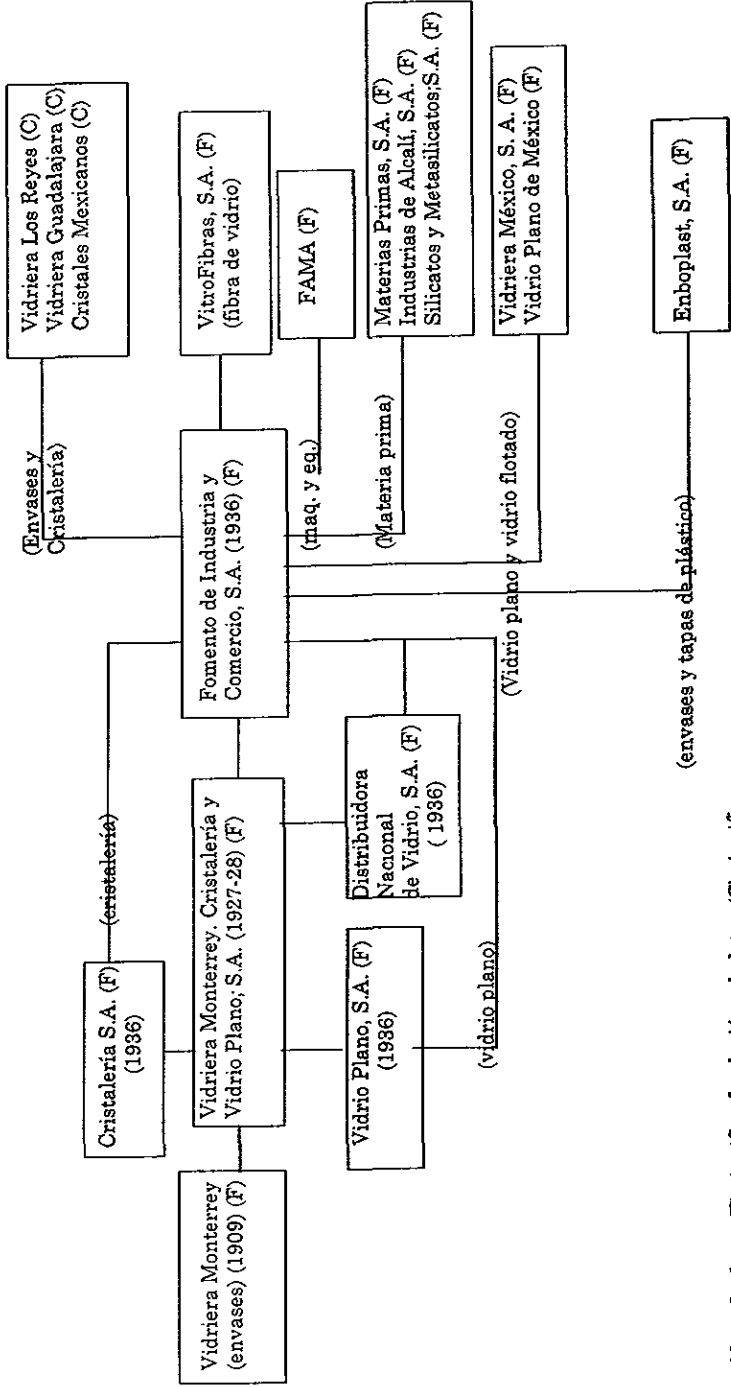 Vidriera Monterrey
(envases) (1909) (F)
Cristalería S.A. (F)
(1936)
(cristalería)
Vidriera Monterrey, Cristalería y
Vidrio Plano; S.A. (1927-28) (F)
Vidrio Plano, S.A. (F)
(1936)
(vidrio plano)
Distribuidora
Nacional
de Vidrio, S.A. (F)
( 1936)
Fomento de Industria y
Comercio, S.A. (1936) (F)
(Envases y
Cristalería)
Vidriera Los Reyes (C)
Vidriera Guadalajara (C)
Cristales Mexicanos (C)
VitroFibras, S.A. (F)
(fibra de vidrio)
(maq. y eq.)
FAMA (F)
(Materia prima)
Materias Primas, S.A. (F)
Industrias de Alcalí, S.A. (F)
Silicatos y Metasilicatos;S.A. (F)
(Vidrio plano y vidrio flotado)
Vidriera México, S. A. (F)
Vidrio Plano de México (F)
(envases y tapas de plástico)
Enboplast, S.A. (F)